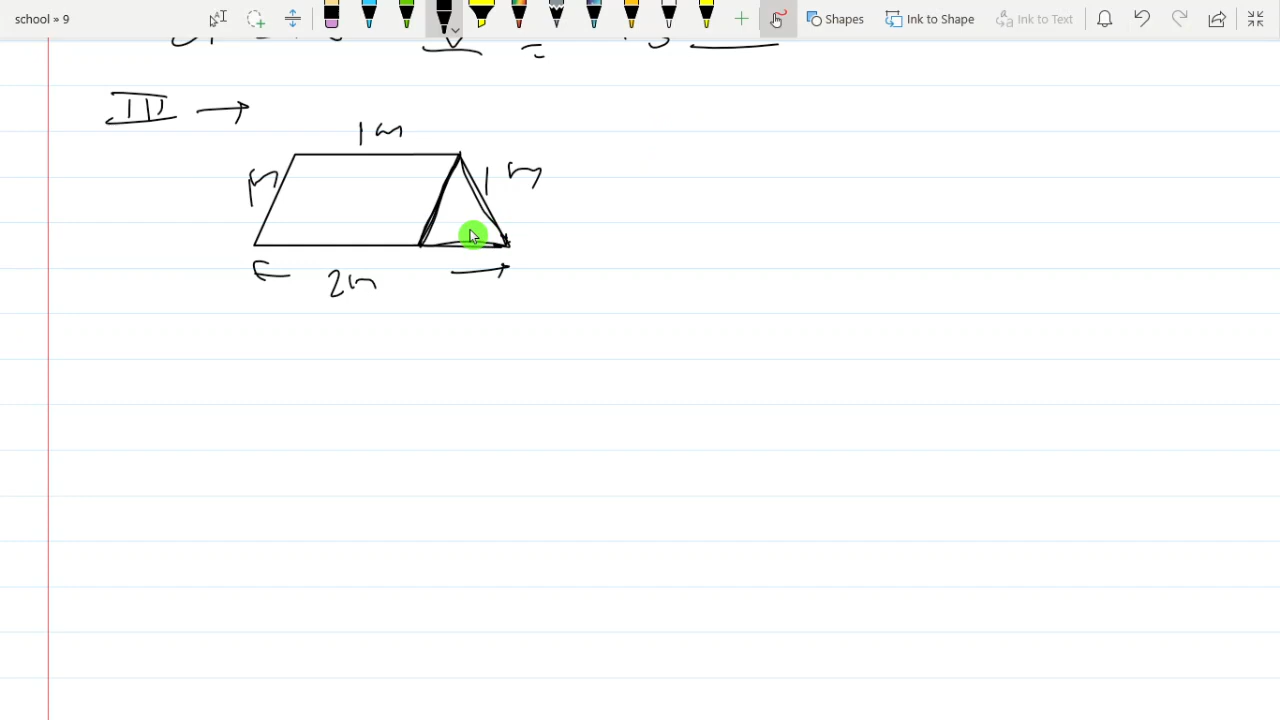 school » 9
Shapes
Ink to Shape
Ink to Text
III →
1m
1m
1m
2m